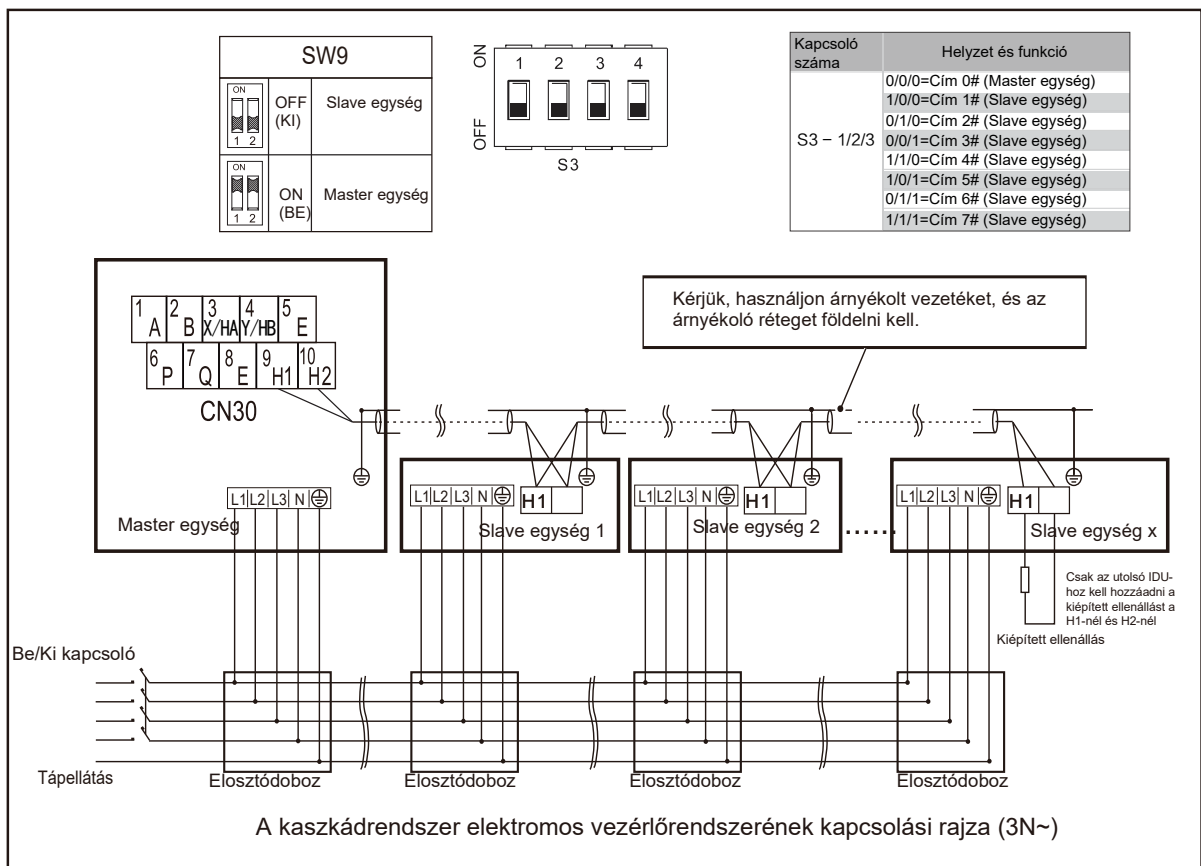 SW9
ON
1 2
OFF
(KI)
Slave egység
ON
1 2
ON
(BE)
Master egység
ON
OFF
1 2 3 4
S3
Kapcsoló
száma
Helyzet és funkció
S3 – 1/2/3
0/0/0=Cím 0# (Master egység)
1/0/0=Cím 1# (Slave egység)
0/1/0=Cím 2# (Slave egység)
0/0/1=Cím 3# (Slave egység)
1/1/0=Cím 4# (Slave egység)
1/0/1=Cím 5# (Slave egység)
0/1/1=Cím 6# (Slave egység)
1/1/1=Cím 7# (Slave egység)
1 A 2 B 3 X/HA 4 Y/HB 5 E
6 P 7 Q 8 E 9 H1 10 H2
CN30
Kérjük, használjon árnyékolt vezetéket, és az
árnyékoló réteget földelni kell.
L1 L2 L3 N
Master egység
L1 L2 L3 N
H1
Slave egység 1
L1 L2 L3 N
H1
Slave egység 2
......
L1 L2 L3 N
H1
Slave egység x
Csak az utolsó IDU-
hoz kell hozzáadni a
kiépített ellenállást a
H1-nél és H2-nél
Kiépített ellenállás
Be/Ki kapcsoló
Tápellátás
Elosztódoboz
Elosztódoboz
Elosztódoboz
Elosztódoboz
A kaszkádrendszer elektromos vezérlőrendszerének kapcsolási rajza (3N~)